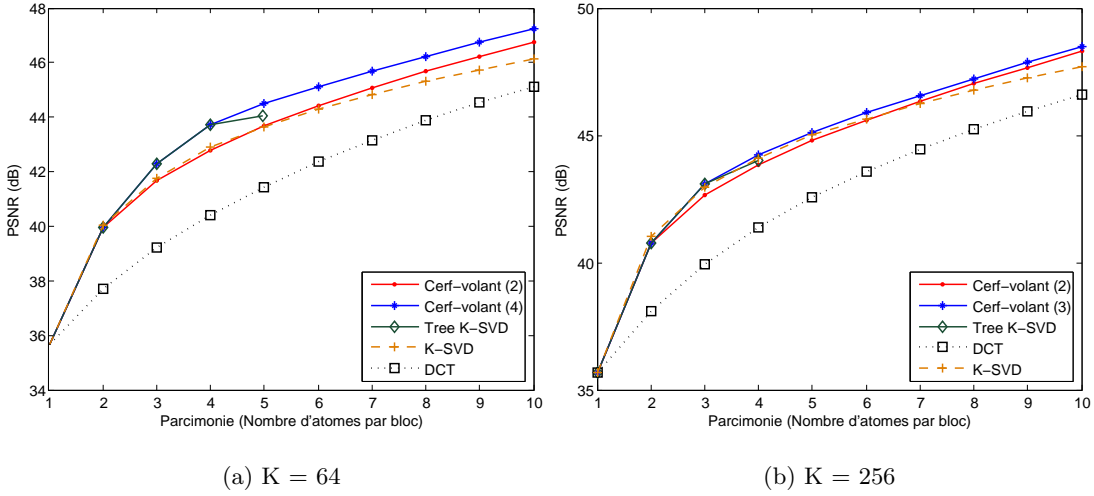 48
46
44
42
40
38
36
34
PSNR (dB)
1 2 3 4 5 6 7 8 9 10
Parcimonie (Nombre d'atomes par bloc)
Cerf−volant (2)
Cerf−volant (4)
Tree K−SVD
K−SVD
DCT
(a) K = 64
50
45
40
35
PSNR (dB)
1 2 3 4 5 6 7 8 9 10
Parcimonie (Nombre d'atomes par bloc)
Cerf−volant (2)
Cerf−volant (3)
Tree K−SVD
DCT
K−SVD
(b) K = 256